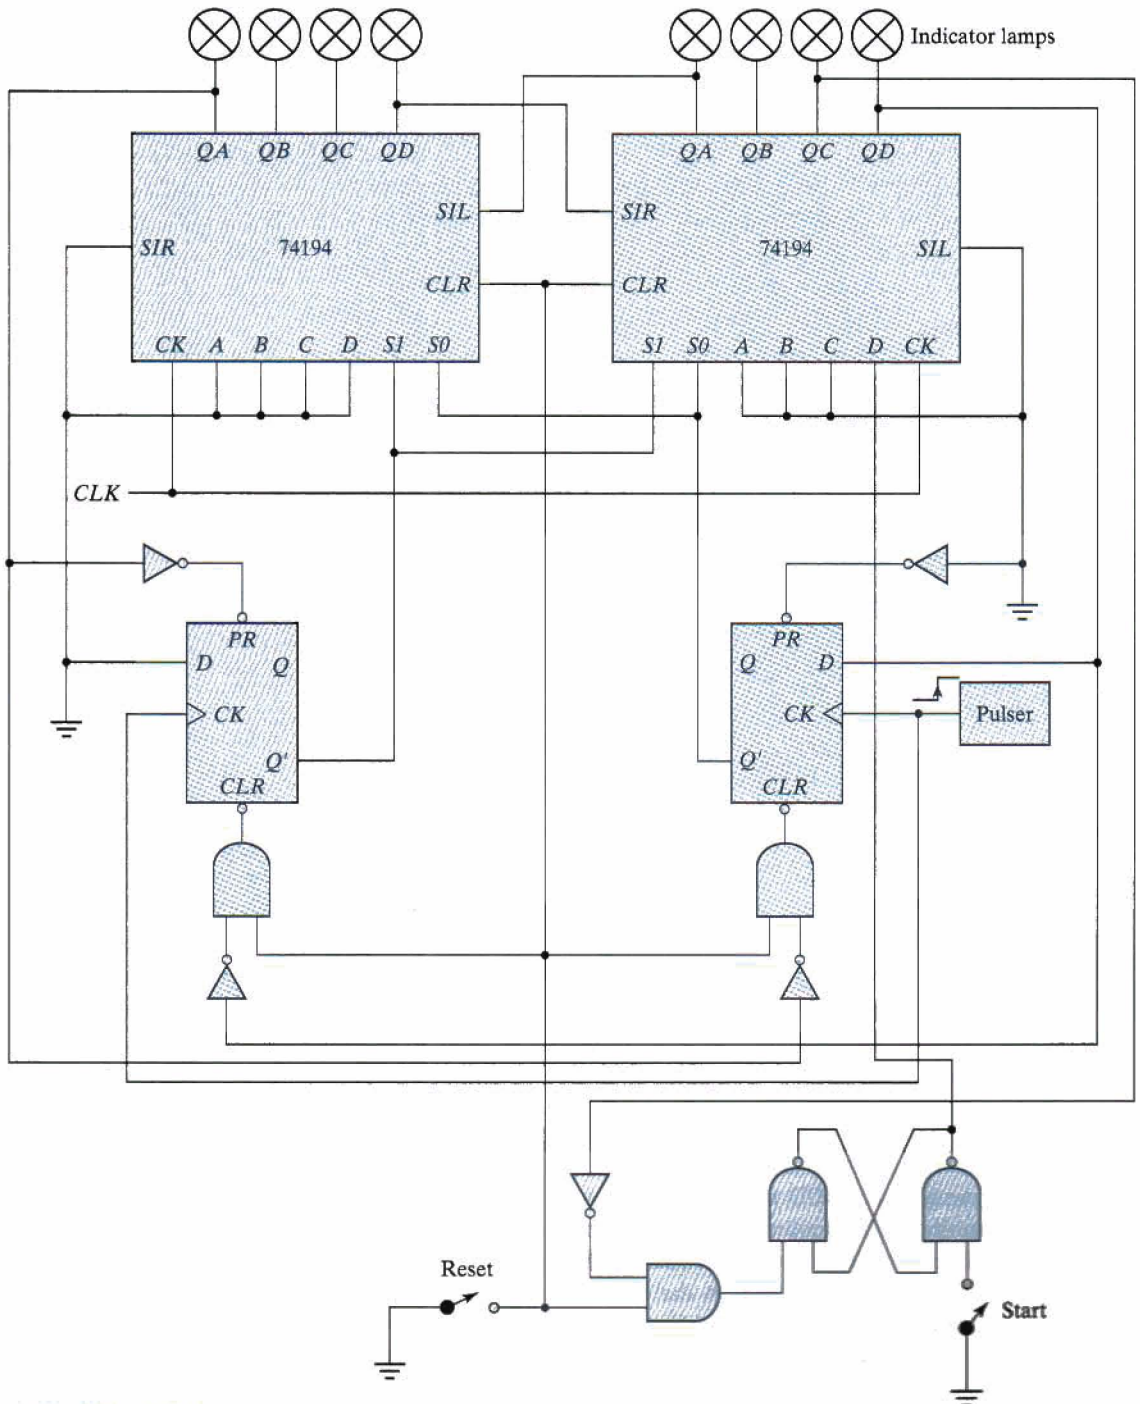 Indicator lamps
QA QB QC QD
QA QB QC QD
SIL
SIR
SIR
74194
74194
SIL
CLR
CLR
CK A B C D S1 S0
S1 S0 A B C D CK
CLK
PR
PR
D Q
Q D
CK
CK
Pulser
Q'
Q'
CLR
CLR
Reset
Start